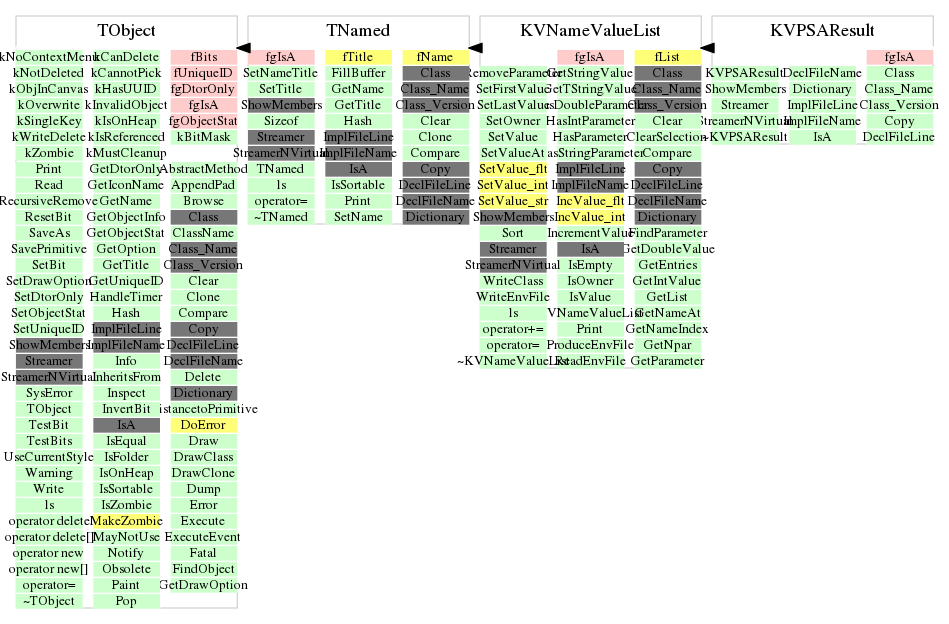 TObject
TNamed
KVNameValueList
KVPSAResult
kNoContextMenu kCanDelete fBits
kNotDeleted kCannotPick fUniqueID
kObjInCanvas kHasUUID fgDtorOnly
kOverwrite kInvalidObject fgIsA
kSingleKey kIsOnHeap fgObjectStat
kWriteDelete kIsReferenced kBitMask
kZombie kMustCleanup
Print GetDtorOnly AbstractMethod
Read GetIconName AppendPad
RecursiveRemove GetName Browse
ResetBit GetObjectInfo Class
SaveAs GetObjectStat ClassName
SavePrimitive GetOption Class_Name
SetBit GetTitle Class_Version
SetDrawOption GetUniqueID Clear
SetDtorOnly HandleTimer Clone
SetObjectStat Hash Compare
SetUniqueID ImplFileLine Copy
ShowMembers ImplFileName DeclFileLine
Streamer Info DeclFileName
StreamerNVirtual InheritsFrom Delete
SysError Inspect Dictionary
TObject InvertBit istancetoPrimitive
TestBit IsA DoError
TestBits IsEqual Draw
UseCurrentStyle IsFolder DrawClass
Warning IsOnHeap DrawClone
Write IsSortable Dump
ls IsZombie Error
operator delete MakeZombie Execute
operator delete[] MayNotUse ExecuteEvent
operator new Notify Fatal
operator new[] Obsolete FindObject
operator= Paint GetDrawOption
~TObject Pop
fgIsA fTitle fName
SetNameTitle FillBuffer Class
SetTitle GetName Class_Name
ShowMembers GetTitle Class_Version
Sizeof Hash Clear
Streamer ImplFileLine Clone
StreamerNVirtual ImplFileName Compare
TNamed IsA Copy
ls IsSortable DeclFileLine
operator= Print DeclFileName
~TNamed SetName Dictionary
fgIsA fList
RemoveParameter GetStringValue Class
SetFirstValue GetTStringValue Class_Name
SetLastValue HasDoubleParameter Class_Version
SetOwner HasIntParameter Clear
SetValue HasParameter ClearSelection
SetValueAt HasStringParameter Compare
SetValue_flt ImplFileLine Copy
SetValue_int ImplFileName DeclFileLine
SetValue_str IncValue_flt DeclFileName
ShowMembers IncValue_int Dictionary
Sort IncrementValue FindParameter
Streamer IsA GetDoubleValue
StreamerNVirtual IsEmpty GetEntries
WriteClass IsOwner GetIntValue
WriteEnvFile IsValue GetList
ls KVNameValueList GetNameAt
operator+= Print GetNameIndex
operator= ProduceEnvFile GetNpar
~KVNameValueList ReadEnvFile GetParameter
fgIsA
KVPSAResult DeclFileName Class
ShowMembers Dictionary Class_Name
Streamer ImplFileLine Class_Version
StreamerNVirtual ImplFileName Copy
~KVPSAResult IsA DeclFileLine